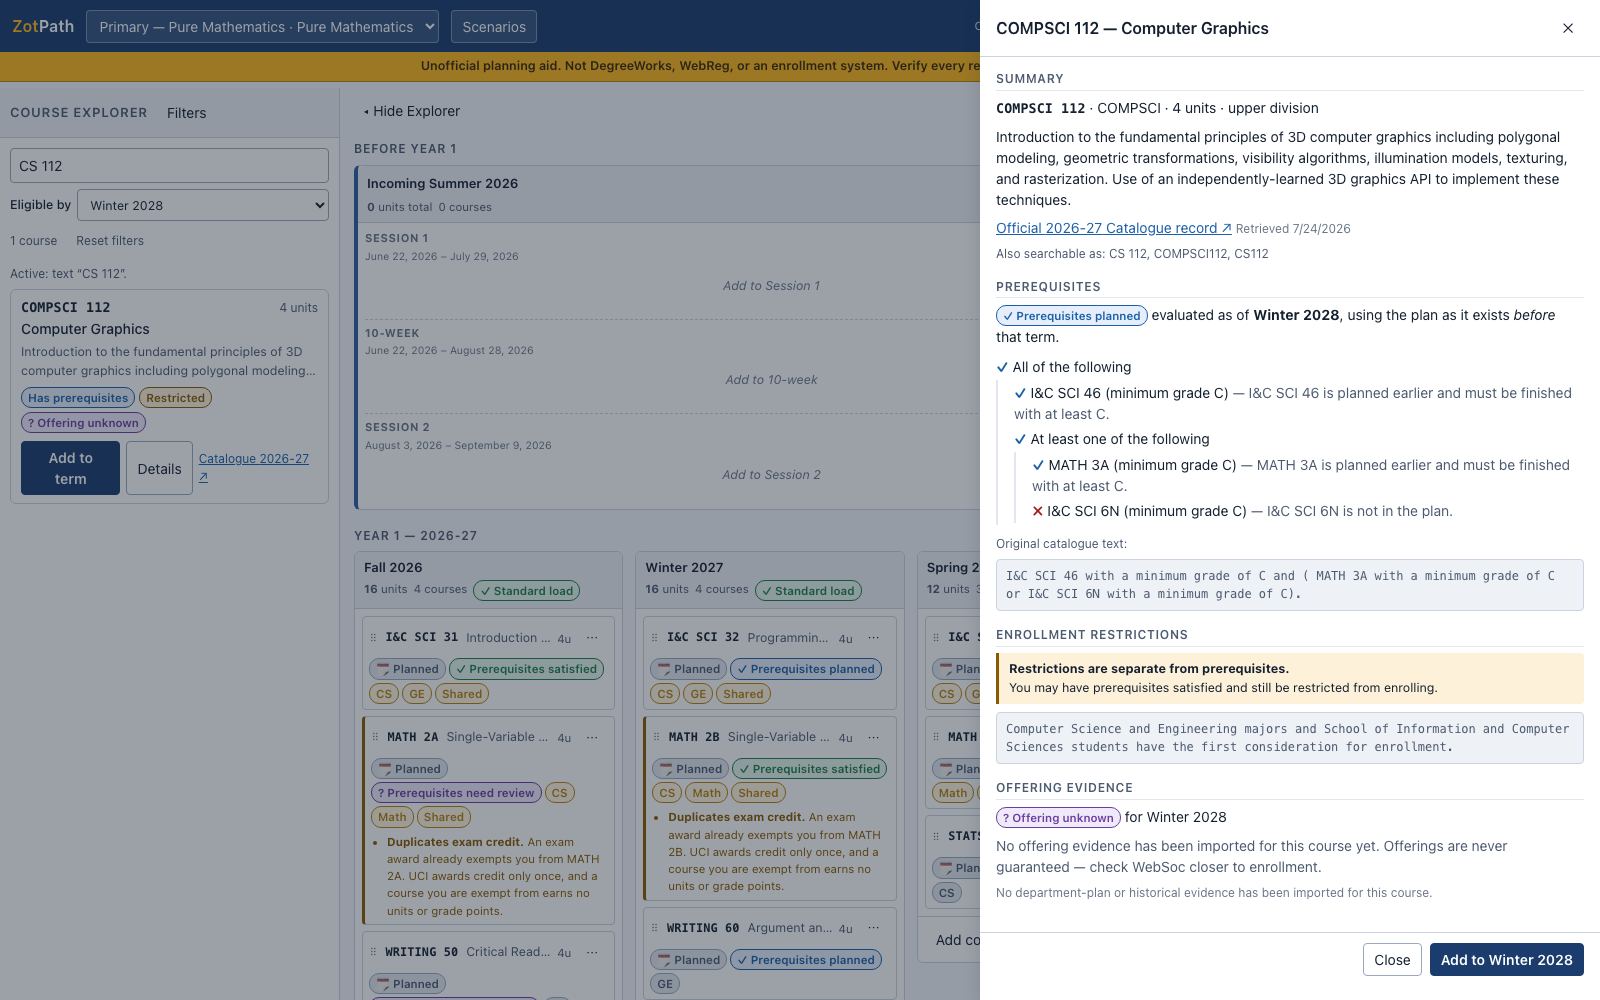 ZotPath
Primary — Pure Mathematics · Pure Mathematics
Scenarios
Unofficial planning aid. Not DegreeWorks, WebReg, or an enrollment system. Verify every re
COURSE EXPLORER
Filters
CS 112
Eligible by
Winter 2028
1 course
Reset filters
Active: text “CS 112”.
COMPSCI 112
4 units
Computer Graphics
Introduction to the fundamental principles of 3D
computer graphics including polygonal modeling...
Has prerequisites
Restricted
? Offering unknown
Add to
term
Details
Catalogue 2026-27
↗
◂ Hide Explorer
BEFORE YEAR 1
Incoming Summer 2026
0 units total 0 courses
SESSION 1
June 22, 2026 – July 29, 2026
Add to Session 1
10-WEEK
June 22, 2026 – August 28, 2026
Add to 10-week
SESSION 2
August 3, 2026 – September 9, 2026
Add to Session 2
YEAR 1 — 2026-27
Fall 2026
16 units 4 courses
✓ Standard load
I&C SCI 31 Introduction ... 4u ...
Planned
✓ Prerequisites satisfied
CS
GE
Shared
MATH 2A Single-Variable ... 4u ...
Planned
? Prerequisites need review
CS
Math
Shared
• Duplicates exam credit. An exam
award already exempts you from MATH
2A. UCI awards credit only once, and a
course you are exempt from earns no
units or grade points.
WRITING 50 Critical Read... 4u ...
Planned
Winter 2027
16 units 4 courses
✓ Standard load
I&C SCI 32 Programmin... 4u ...
Planned
✓ Prerequisites planned
CS
GE
Shared
MATH 2B Single-Variable ... 4u ...
Planned
✓ Prerequisites satisfied
CS
Math
Shared
• Duplicates exam credit. An exam
award already exempts you from MATH
2B. UCI awards credit only once, and a
course you are exempt from earns no
units or grade points.
WRITING 60 Argument an... 4u ...
Planned
✓ Prerequisites planned
GE
Spring 2
12 units
I&C S
Plan
CS
MATH
Plan
Math
STATS
Plan
CS
Add co
COMPSCI 112 — Computer Graphics
×
SUMMARY
COMPSCI 112 · COMPSCI · 4 units · upper division
Introduction to the fundamental principles of 3D computer graphics including polygonal
modeling, geometric transformations, visibility algorithms, illumination models, texturing,
and rasterization. Use of an independently-learned 3D graphics API to implement these
techniques.
Official 2026-27 Catalogue record ↗ Retrieved 7/24/2026
Also searchable as: CS 112, COMPSCI112, CS112
PREREQUISITES
✓ Prerequisites planned evaluated as of Winter 2028, using the plan as it exists before
that term.
✓ All of the following
✓ I&C SCI 46 (minimum grade C) — I&C SCI 46 is planned earlier and must be finished
with at least C.
✓ At least one of the following
✓ MATH 3A (minimum grade C) — MATH 3A is planned earlier and must be finished
with at least C.
✕ I&C SCI 6N (minimum grade C) — I&C SCI 6N is not in the plan.
Original catalogue text:
I&C SCI 46 with a minimum grade of C and ( MATH 3A with a minimum grade of C
or I&C SCI 6N with a minimum grade of C).
ENROLLMENT RESTRICTIONS
Restrictions are separate from prerequisites.
You may have prerequisites satisfied and still be restricted from enrolling.
Computer Science and Engineering majors and School of Information and Computer
Sciences students have the first consideration for enrollment.
OFFERING EVIDENCE
? Offering unknown for Winter 2028
No offering evidence has been imported for this course yet. Offerings are never
guaranteed — check WebSoc closer to enrollment.
No department-plan or historical evidence has been imported for this course.
Close
Add to Winter 2028